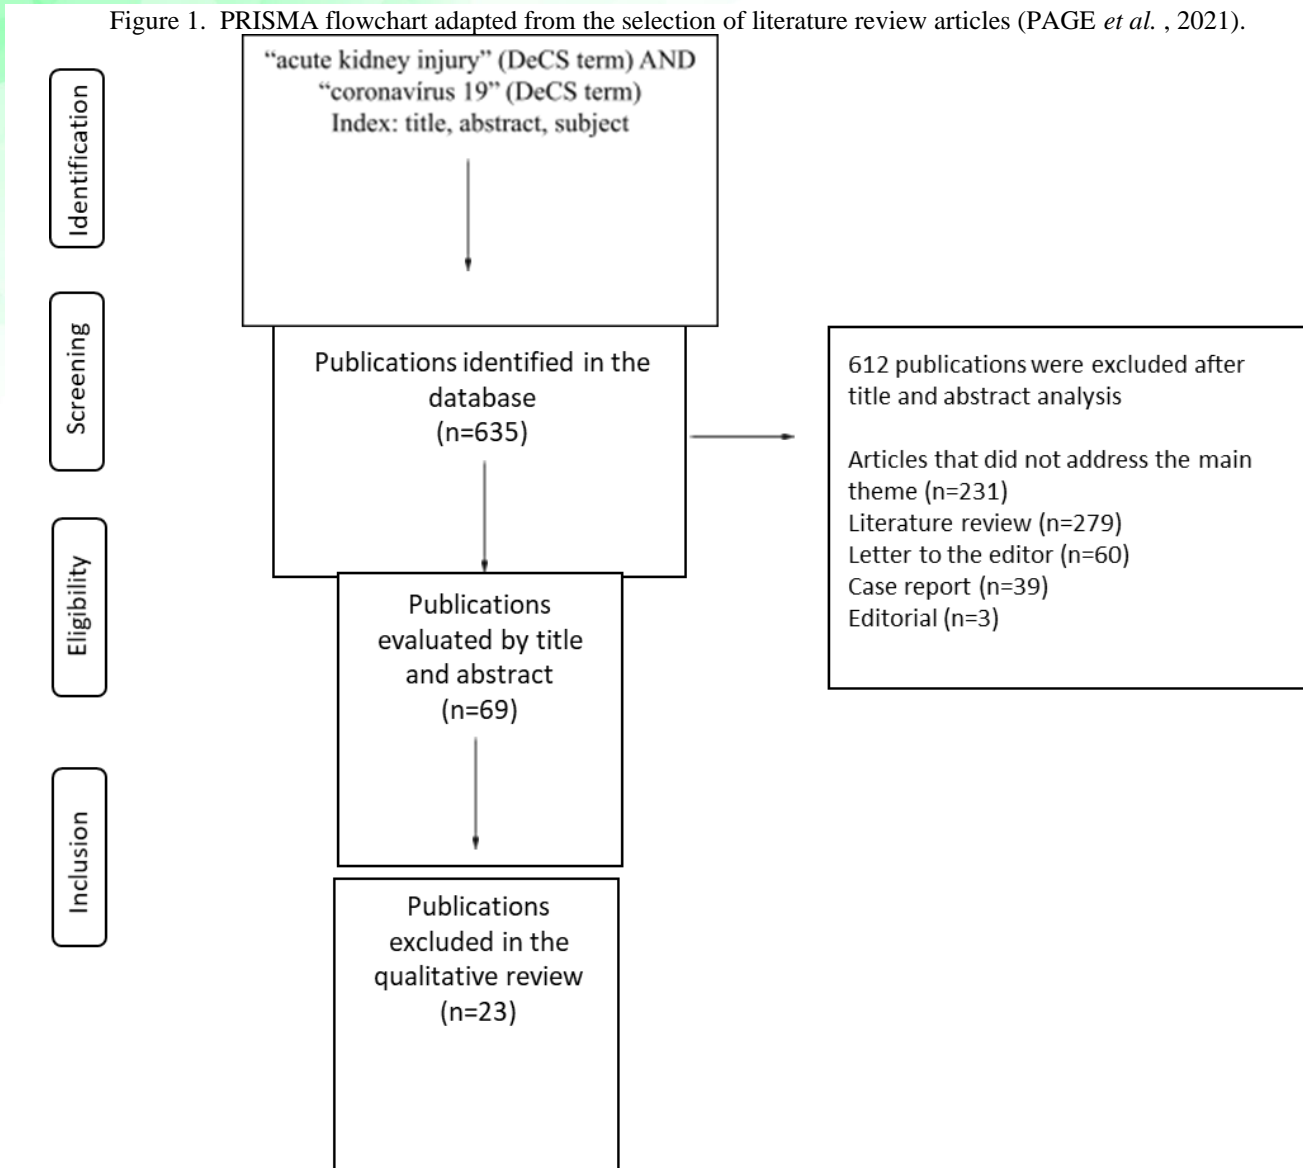 Figure 1. PRISMA flowchart adapted from the selection of literature review articles (PAGE et al. , 2021).
“acute kidney injury” (DeCS term) AND
“coronavírus 19” (DeCS term)
Index: title, abstract, subject
Identification
Screening
Publications identified in the
database
(n=635)
612 publications were excluded after
title and abstract analysis
Articles that did not address the main
theme (n=231)
Literature review (n=279)
Letter to the editor (n=60)
Case report (n=39)
Editorial (n=3)
Eligibility
Publications
evaluated by title
and abstract
(n=69)
Inclusion
Publications
excluded in the
qualitative review
(n=23)